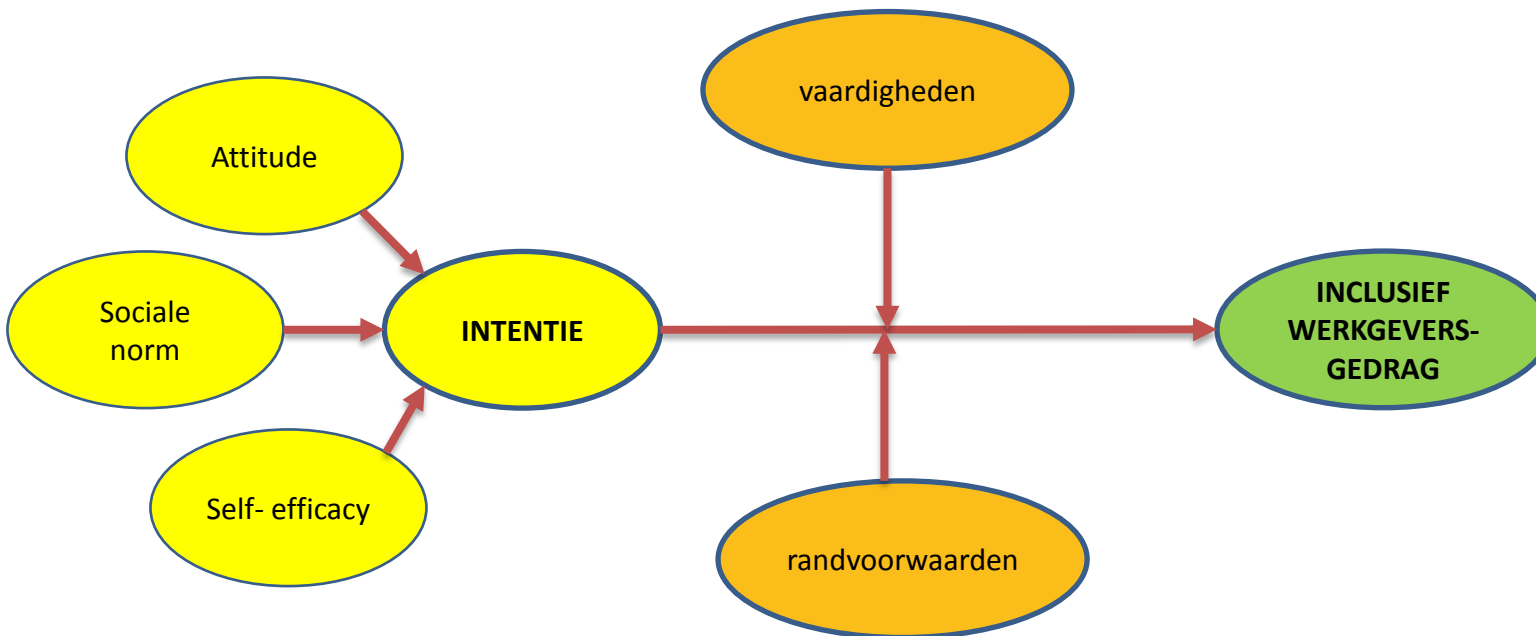 vaardigheden
Attitude
Sociale
norm
INTENTIE
INCLUSIEF
WERKGEVERS-
GEDRAG
Self- efficacy
randvoorwaarden